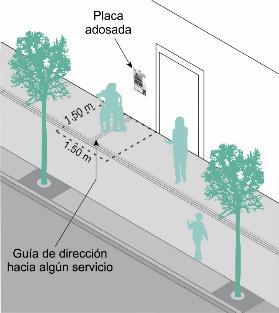 Placa
adosada
1.50 m
1.50 m
Guía de dirección
hacia algún servicio